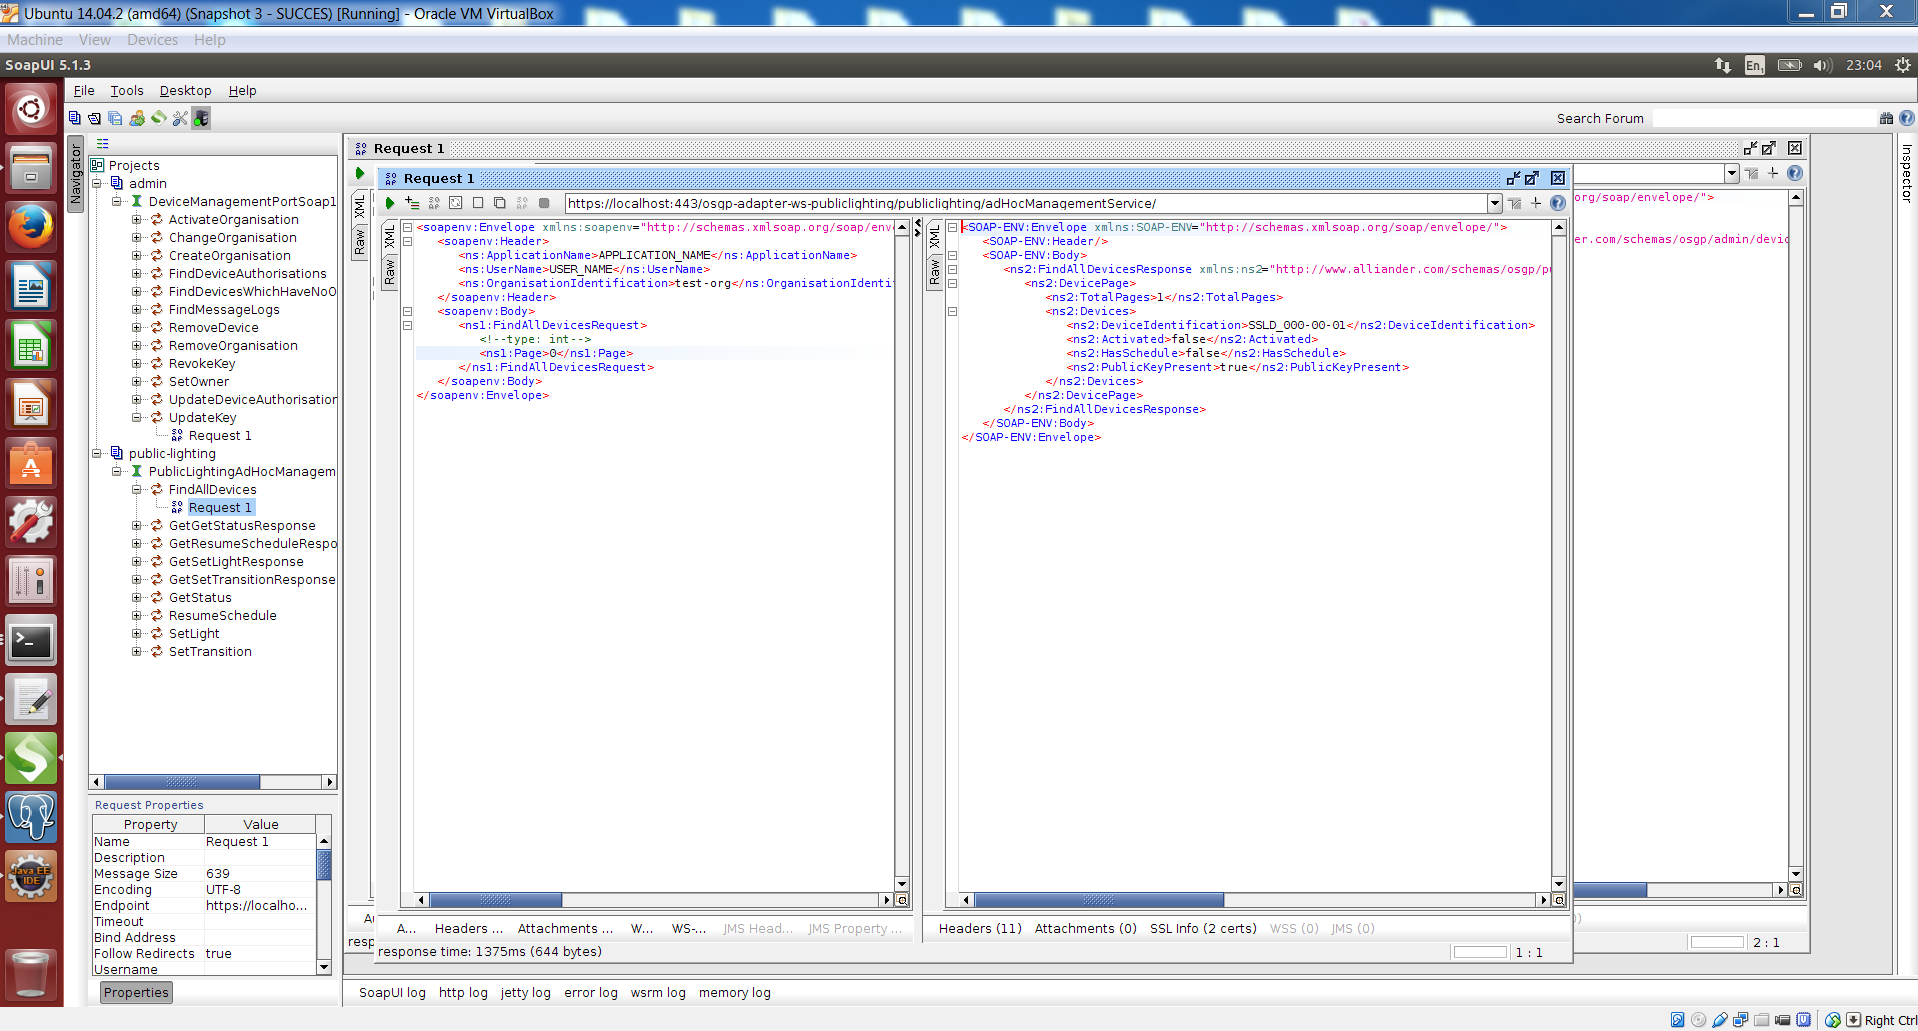 Ubuntu 14.04.2 (amd64) (Snapshot 3 - SUCCES) [Running] - Oracle VM VirtualBox
Machine View Devices Help
SoapUI 5.1.3
En1
23:04
File Tools Desktop Help
Search Forum
Navigator
Projects
admin
DeviceManagementPortSoap1
ActivateOrganisation
ChangeOrganisation
CreateOrganisation
FindDeviceAuthorisations
FindDevicesWhichHaveNoO
FindMessageLogs
RemoveDevice
RemoveOrganisation
RevokeKey
SetOwner
UpdateDeviceAuthorisation
UpdateKey
Request 1
public-lighting
PublicLightingAdHocManagem
FindAllDevices
Request 1
GetGetStatusResponse
GetResumeScheduleRespo
GetSetLightResponse
GetSetTransitionResponse
GetStatus
ResumeSchedule
SetLight
SetTransition
Request Properties
Property Value
Name Request 1
Description
Message Size 639
Encoding UTF-8
Endpoint https://localho...
Timeout
Bind Address
Follow Redirects true
Username
Properties
Request 1
XML
Raw
Request 1
https://localhost:443/osgp-adapter-ws-publiclighting/publiclighting/adHocManagementService/
XML
Raw
<soapenv:Envelope xmlns:soapenv="http://schemas.xmlsoap.org/soap/env
<soapenv:Header>
<ns:ApplicationName>APPLICATION_NAME</ns:ApplicationName>
<ns:UserName>USER_NAME</ns:UserName>
<ns:OrganisationIdentification>test-org</ns:OrganisationIdentif
</soapenv:Header>
<soapenv:Body>
<ns1:FindAllDevicesRequest>
<!--type: int-->
<ns1:Page>0</ns1:Page>
</ns1:FindAllDevicesRequest>
</soapenv:Body>
</soapenv:Envelope>
A... Headers ... Attachments ... W... WS-... JMS Head... JMS Property ...
response time: 1375ms (644 bytes)
XML
Raw
<SOAP-ENV:Envelope xmlns:SOAP-ENV="http://schemas.xmlsoap.org/soap/envelope/">
<SOAP-ENV:Header/>
<SOAP-ENV:Body>
<ns2:FindAllDevicesResponse xmlns:ns2="http://www.alliander.com/schemas/osgp/pu
<ns2:DevicePage>
<ns2:TotalPages>1</ns2:TotalPages>
<ns2:Devices>
<ns2:DeviceIdentification>SSLD_000-00-01</ns2:DeviceIdentification>
<ns2:Activated>false</ns2:Activated>
<ns2:HasSchedule>false</ns2:HasSchedule>
<ns2:PublicKeyPresent>true</ns2:PublicKeyPresent>
</ns2:Devices>
</ns2:DevicePage>
</ns2:FindAllDevicesResponse>
</SOAP-ENV:Body>
</SOAP-ENV:Envelope>
Headers (11) Attachments (0) SSL Info (2 certs) WSS (0) JMS (0)
1 : 1
org/soap/envelope/">
er.com/schemas/osgp/admin/devic
Au
resp
2 : 1
Inspector
SoapUI log http log jetty log error log wsrm log memory log
Java EE
IDE
Right Ctrl